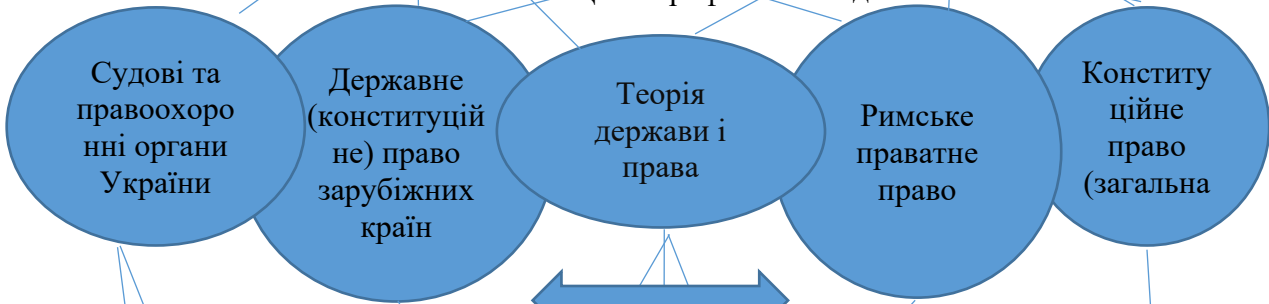 Судові та
правоохоро
нні органи
України
Державне
(конституцій
не) право
зарубіжних
країн
Теорія
держави і
права
Римське
праватне
право
Конститу
ційне
право
(загальна